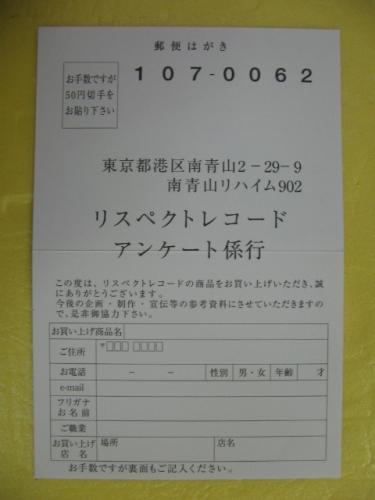 郵便はがき
お手数ですが
50円切手を
お貼り下さい
107-0062
東京都港区南青山2－29－9
南青山リハイム902
リスペクトレコード
アンケート係行
この度は、リスペクトレコードの商品をお買い上げいただき、誠
にありがとうございます。
今後の企画・制作・宣伝等の参考資料にさせていただきますの
で、是非御協力下さい。
お買い上げ商品名
ご住所 〒□□□ □□□□
お電話 － － 性別 男・女 年齢 才
e-mail
フリガナ
お名前
ご職業
お買い上げ 場所 店名
店名
お手数ですが裏面もご記入ください。